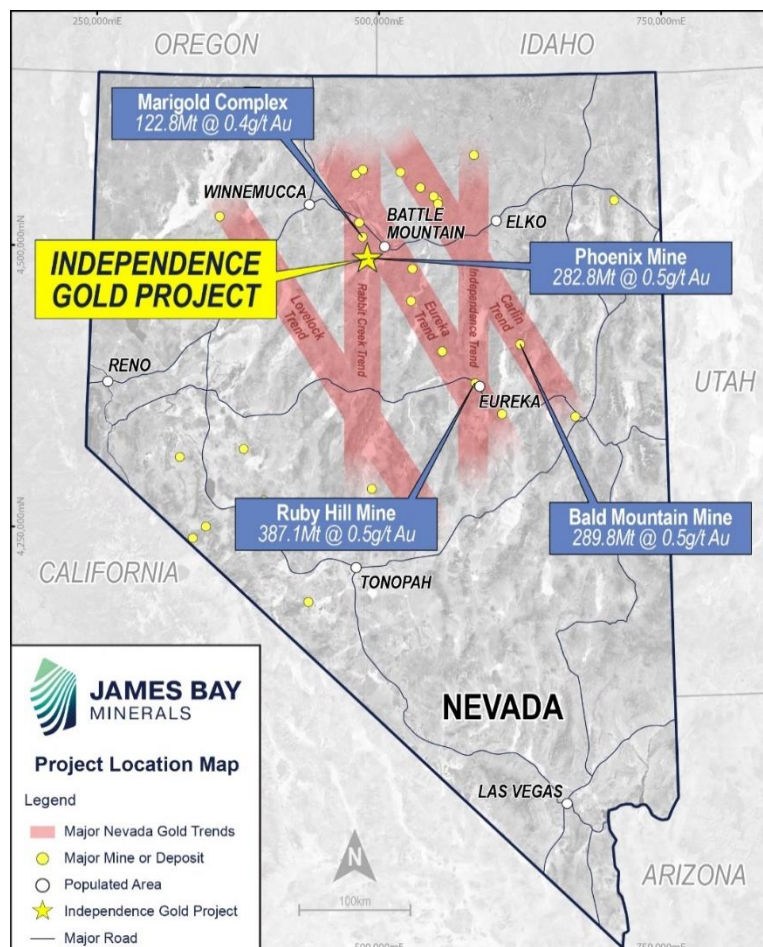 250,000mE
500,000mE
750,000mE
OREGON
IDAHO
Marigold Complex
122.8Mt @ 0.4g/t Au
WINNEMUCCA
BATTLE
MOUNTAIN
ELKO
4,500,000mN
INDEPENDENCE
GOLD PROJECT
Phoenix Mine
282.8Mt @ 0.5g/t Au
Lovelock
Trend
Rabbit Creek Trend
Eureka
Trend
Independence Trend
Carlin
Trend
RENO
EUREKA
UTAH
Ruby Hill Mine
387.1Mt @ 0.5g/t Au
Bald Mountain Mine
289.8Mt @ 0.5g/t Au
4,250,000mN
CALIFORNIA
TONOPAH
JAMES BAY
MINERALS
NEVADA
Project Location Map
LAS VEGAS
Legend
Major Nevada Gold Trends
Major Mine or Deposit
Populated Area
Independence Gold Project
Major Road
N
100km
ARIZONA
500,000mE
750,000mE